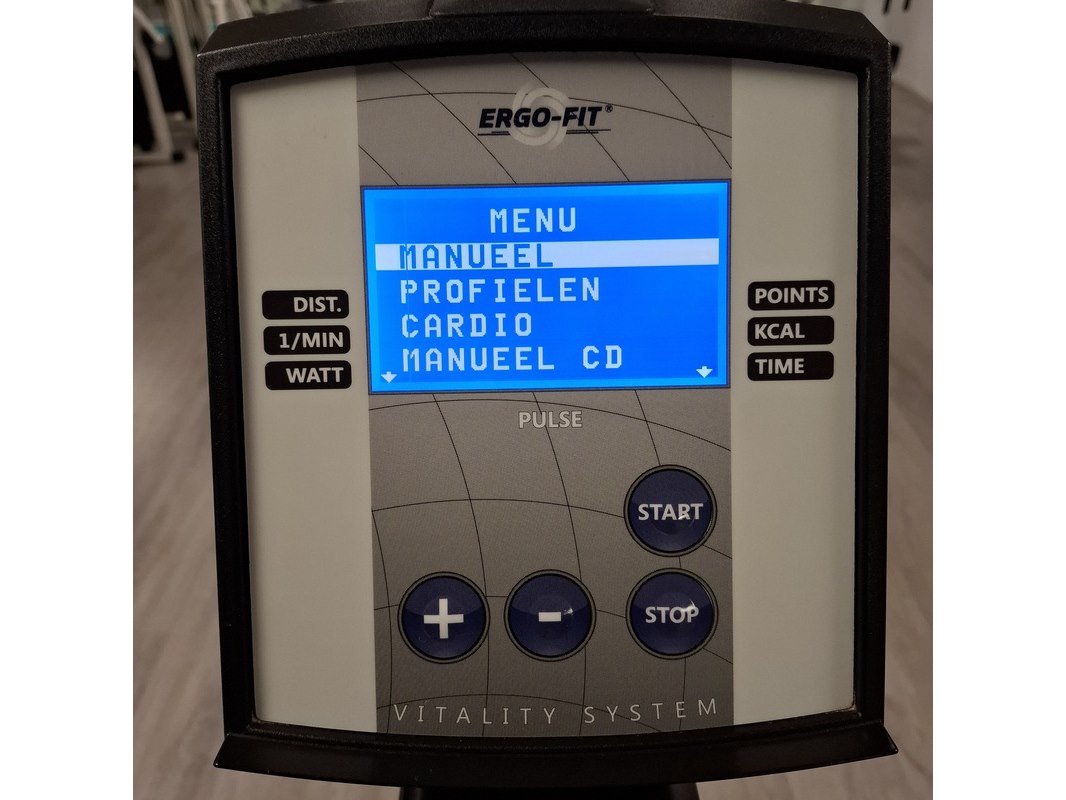 ERGO-FIT®
MENU
MANUEEL
PROFIELEN
CARDIO
MANUEEL CD
DIST.
1/MIN
WATT
POINTS
KCAL
TIME
PULSE
START
+
-
STOP
VITALITY SYSTEM